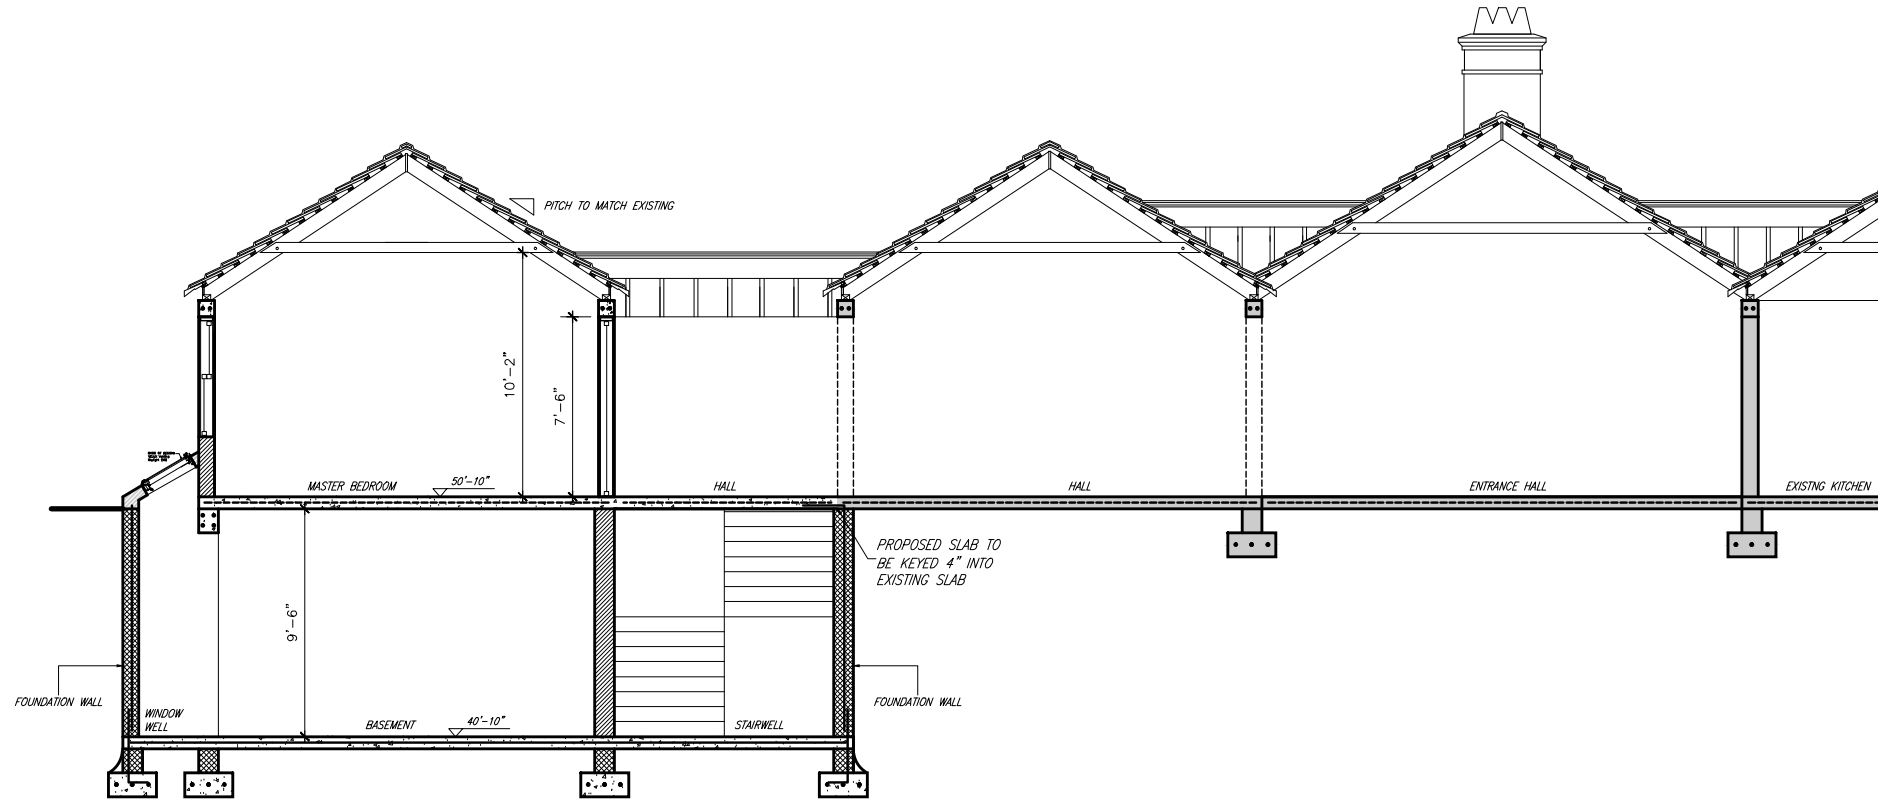 PITCH TO MATCH EXISTING
10'-2"
7'-6"
MASTER BEDROOM
50'-10"
HALL
HALL
ENTRANCE HALL
EXISTNG KITCHEN
PROPOSED SLAB TO
BE KEYED 4" INTO
EXISTING SLAB
9'-6"
FOUNDATION WALL
FOUNDATION WALL
WINDOW
WELL
BASEMENT
40'-10"
STAIRWELL